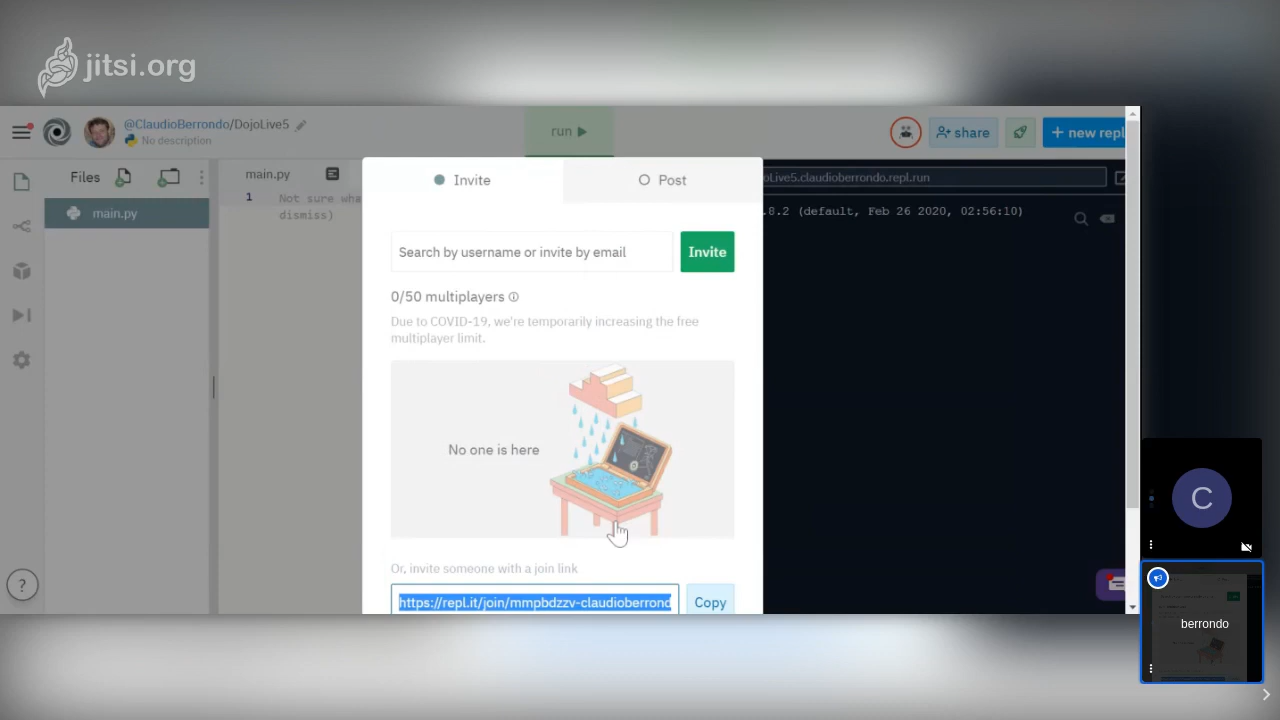 jitsi.org
@ClaudioBerrondo/DojoLive5
No description
run
share
+ new repl
Files
main.py
main.py
1
Not sure wha
dismiss)
Invite
Post
Search by username or invite by email
Invite
0/50 multiplayers
Due to COVID-19, we're temporarily increasing the free
multiplayer limit.
No one is here
Or, invite someone with a join link
https://repl.it/join/mmpbdzzv-claudioberrond
Copy
oLive5.claudioberrondo.repl.run
.8.2 (default, Feb 26 2020, 02:56:10)
?
C
berrondo